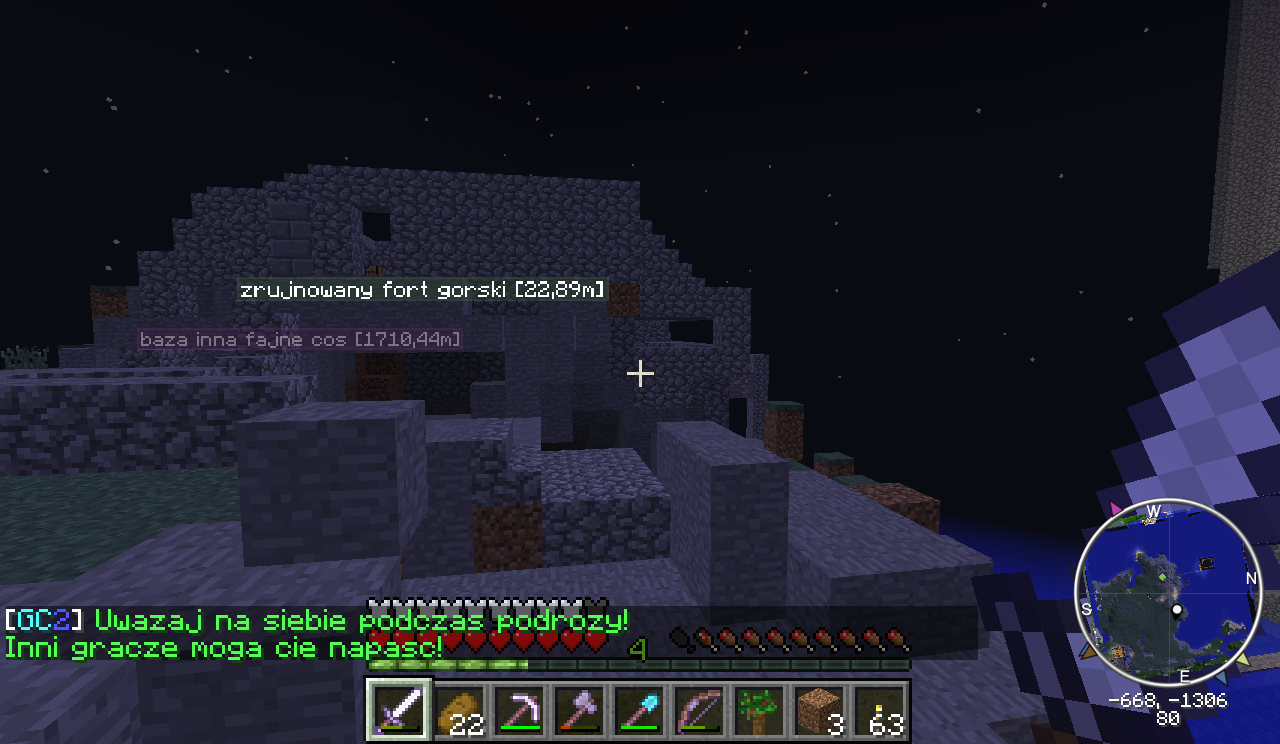 zrujnowany fort gorski [22,89m]
baza inna fajne cos [1710,44m]
[GC2] Uwazaj na siebie podczas podrozy!
Inni gracze moga cie napasc!
4
22
3
63
W
N
S
E
-668, -1306
80